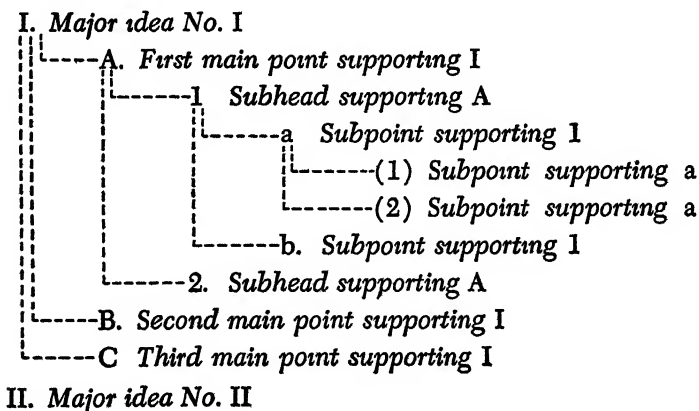 I. Major idea No. I
A. First main point supporting I
1 Subhead supporting A
a Subpoint supporting 1
(1) Subpoint supporting a
(2) Subpoint supporting a
b. Subpoint supporting 1
2. Subhead supporting A
B. Second main point supporting I
C Third main point supporting I
II. Major idea No. II